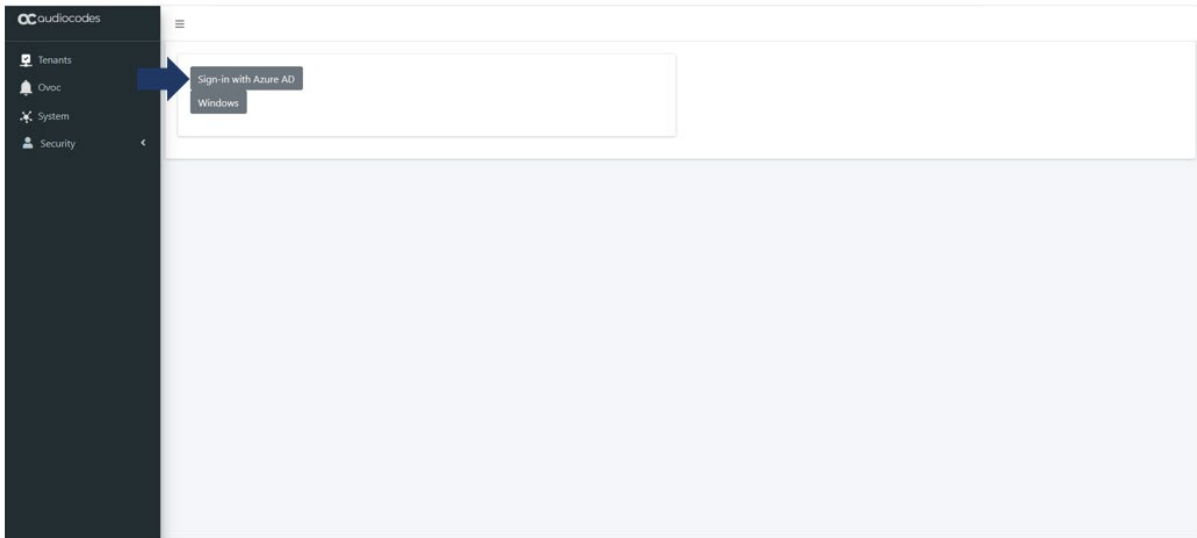 audiocodes
Tenants
Ovoc
System
Security
Sign-in with Azure AD
Windows